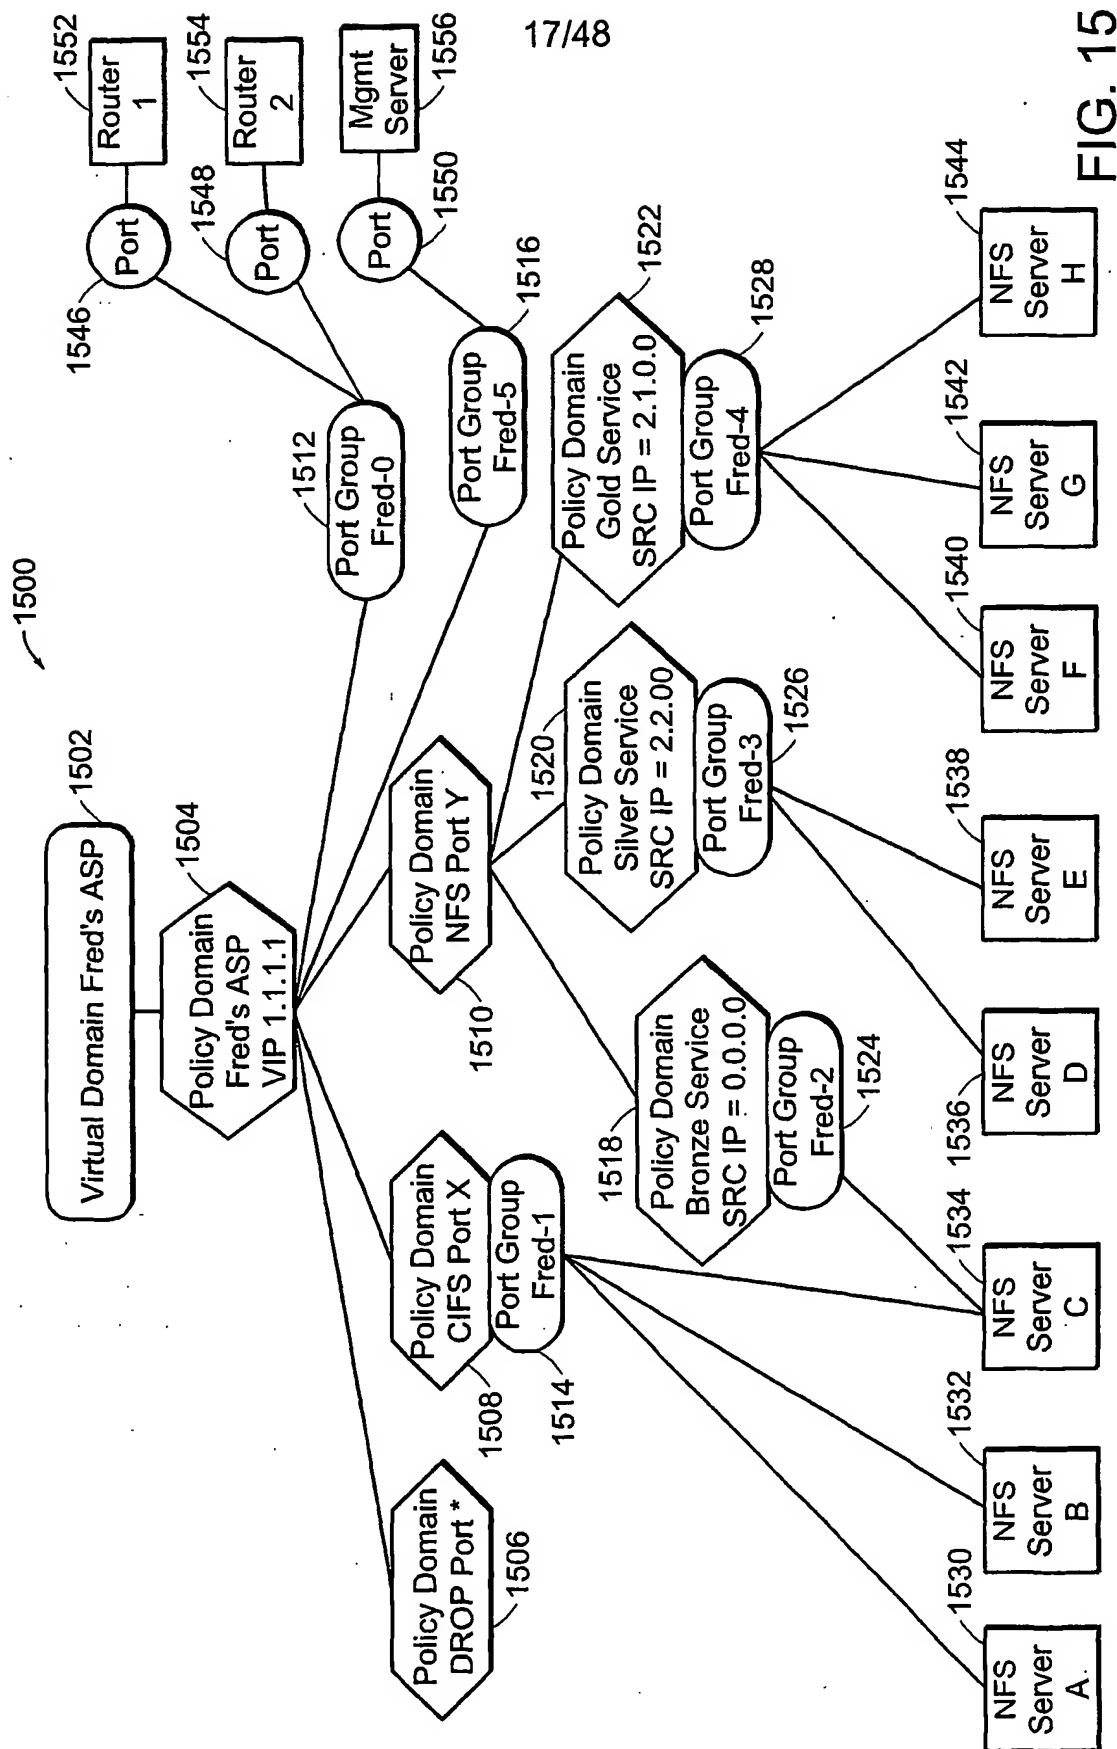 17/48
1500
Virtual Domain Fred's ASP
1502
Policy Domain
Fred's ASP
VIP 1.1.1.1
1504
Policy Domain
DROP Port *
1506
Policy Domain
CIFS Port X
1508
Port Group
Fred-1
1514
Policy Domain
NFS Port Y
1510
Port Group
Fred-0
1512
Port Group
Fred-5
1516
Port
1546
Router
1
1552
Port
1548
Router
2
1554
Port
1550
Mgmt
Server
1556
Policy Domain
Bronze Service
SRC IP = 0.0.0.0
1518
Port Group
Fred-2
1524
Policy Domain
Silver Service
SRC IP = 2.2.00
1520
Port Group
Fred-3
1526
Policy Domain
Gold Service
SRC IP = 2.1.0.0
1522
Port Group
Fred-4
1528
NFS
Server
A
1530
NFS
Server
B
1532
NFS
Server
C
1534
NFS
Server
D
1536
NFS
Server
E
1538
NFS
Server
F
1540
NFS
Server
G
1542
NFS
Server
H
1544
FIG. 15